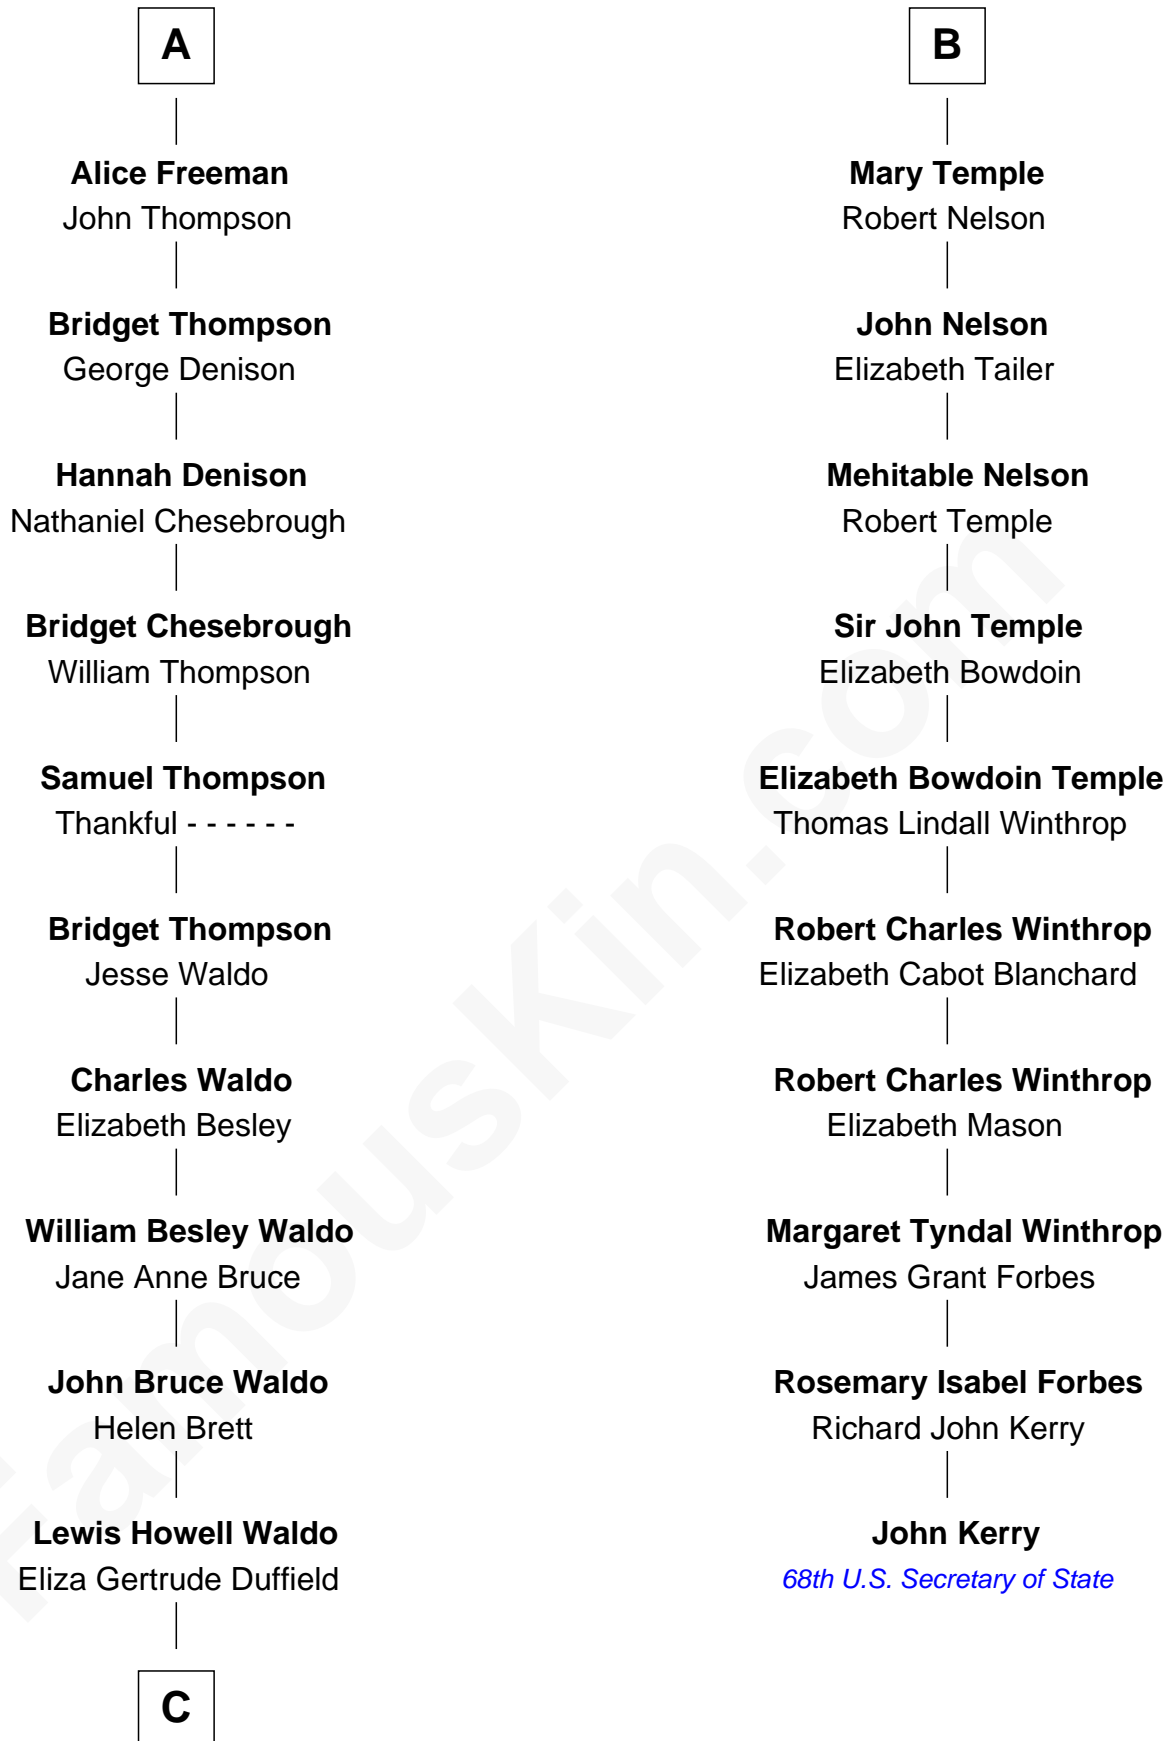 A
Alice Freeman
John Thompson
Bridget Thompson
George Denison
Hannah Denison
Nathaniel Chesebrough
Bridget Chesebrough
William Thompson
Samuel Thompson
Thankful - - - - - -
Bridget Thompson
Jesse Waldo
Charles Waldo
Elizabeth Besley
William Besley Waldo
Jane Anne Bruce
John Bruce Waldo
Helen Brett
Lewis Howell Waldo
Eliza Gertrude Duffield
C
B
Mary Temple
Robert Nelson
John Nelson
Elizabeth Tailer
Mehitable Nelson
Robert Temple
Sir John Temple
Elizabeth Bowdoin
Elizabeth Bowdoin Temple
Thomas Lindall Winthrop
Robert Charles Winthrop
Elizabeth Cabot Blanchard
Robert Charles Winthrop
Elizabeth Mason
Margaret Tyndal Winthrop
James Grant Forbes
Rosemary Isabel Forbes
Richard John Kerry
John Kerry
68th U.S. Secretary of State
FamousKin.com